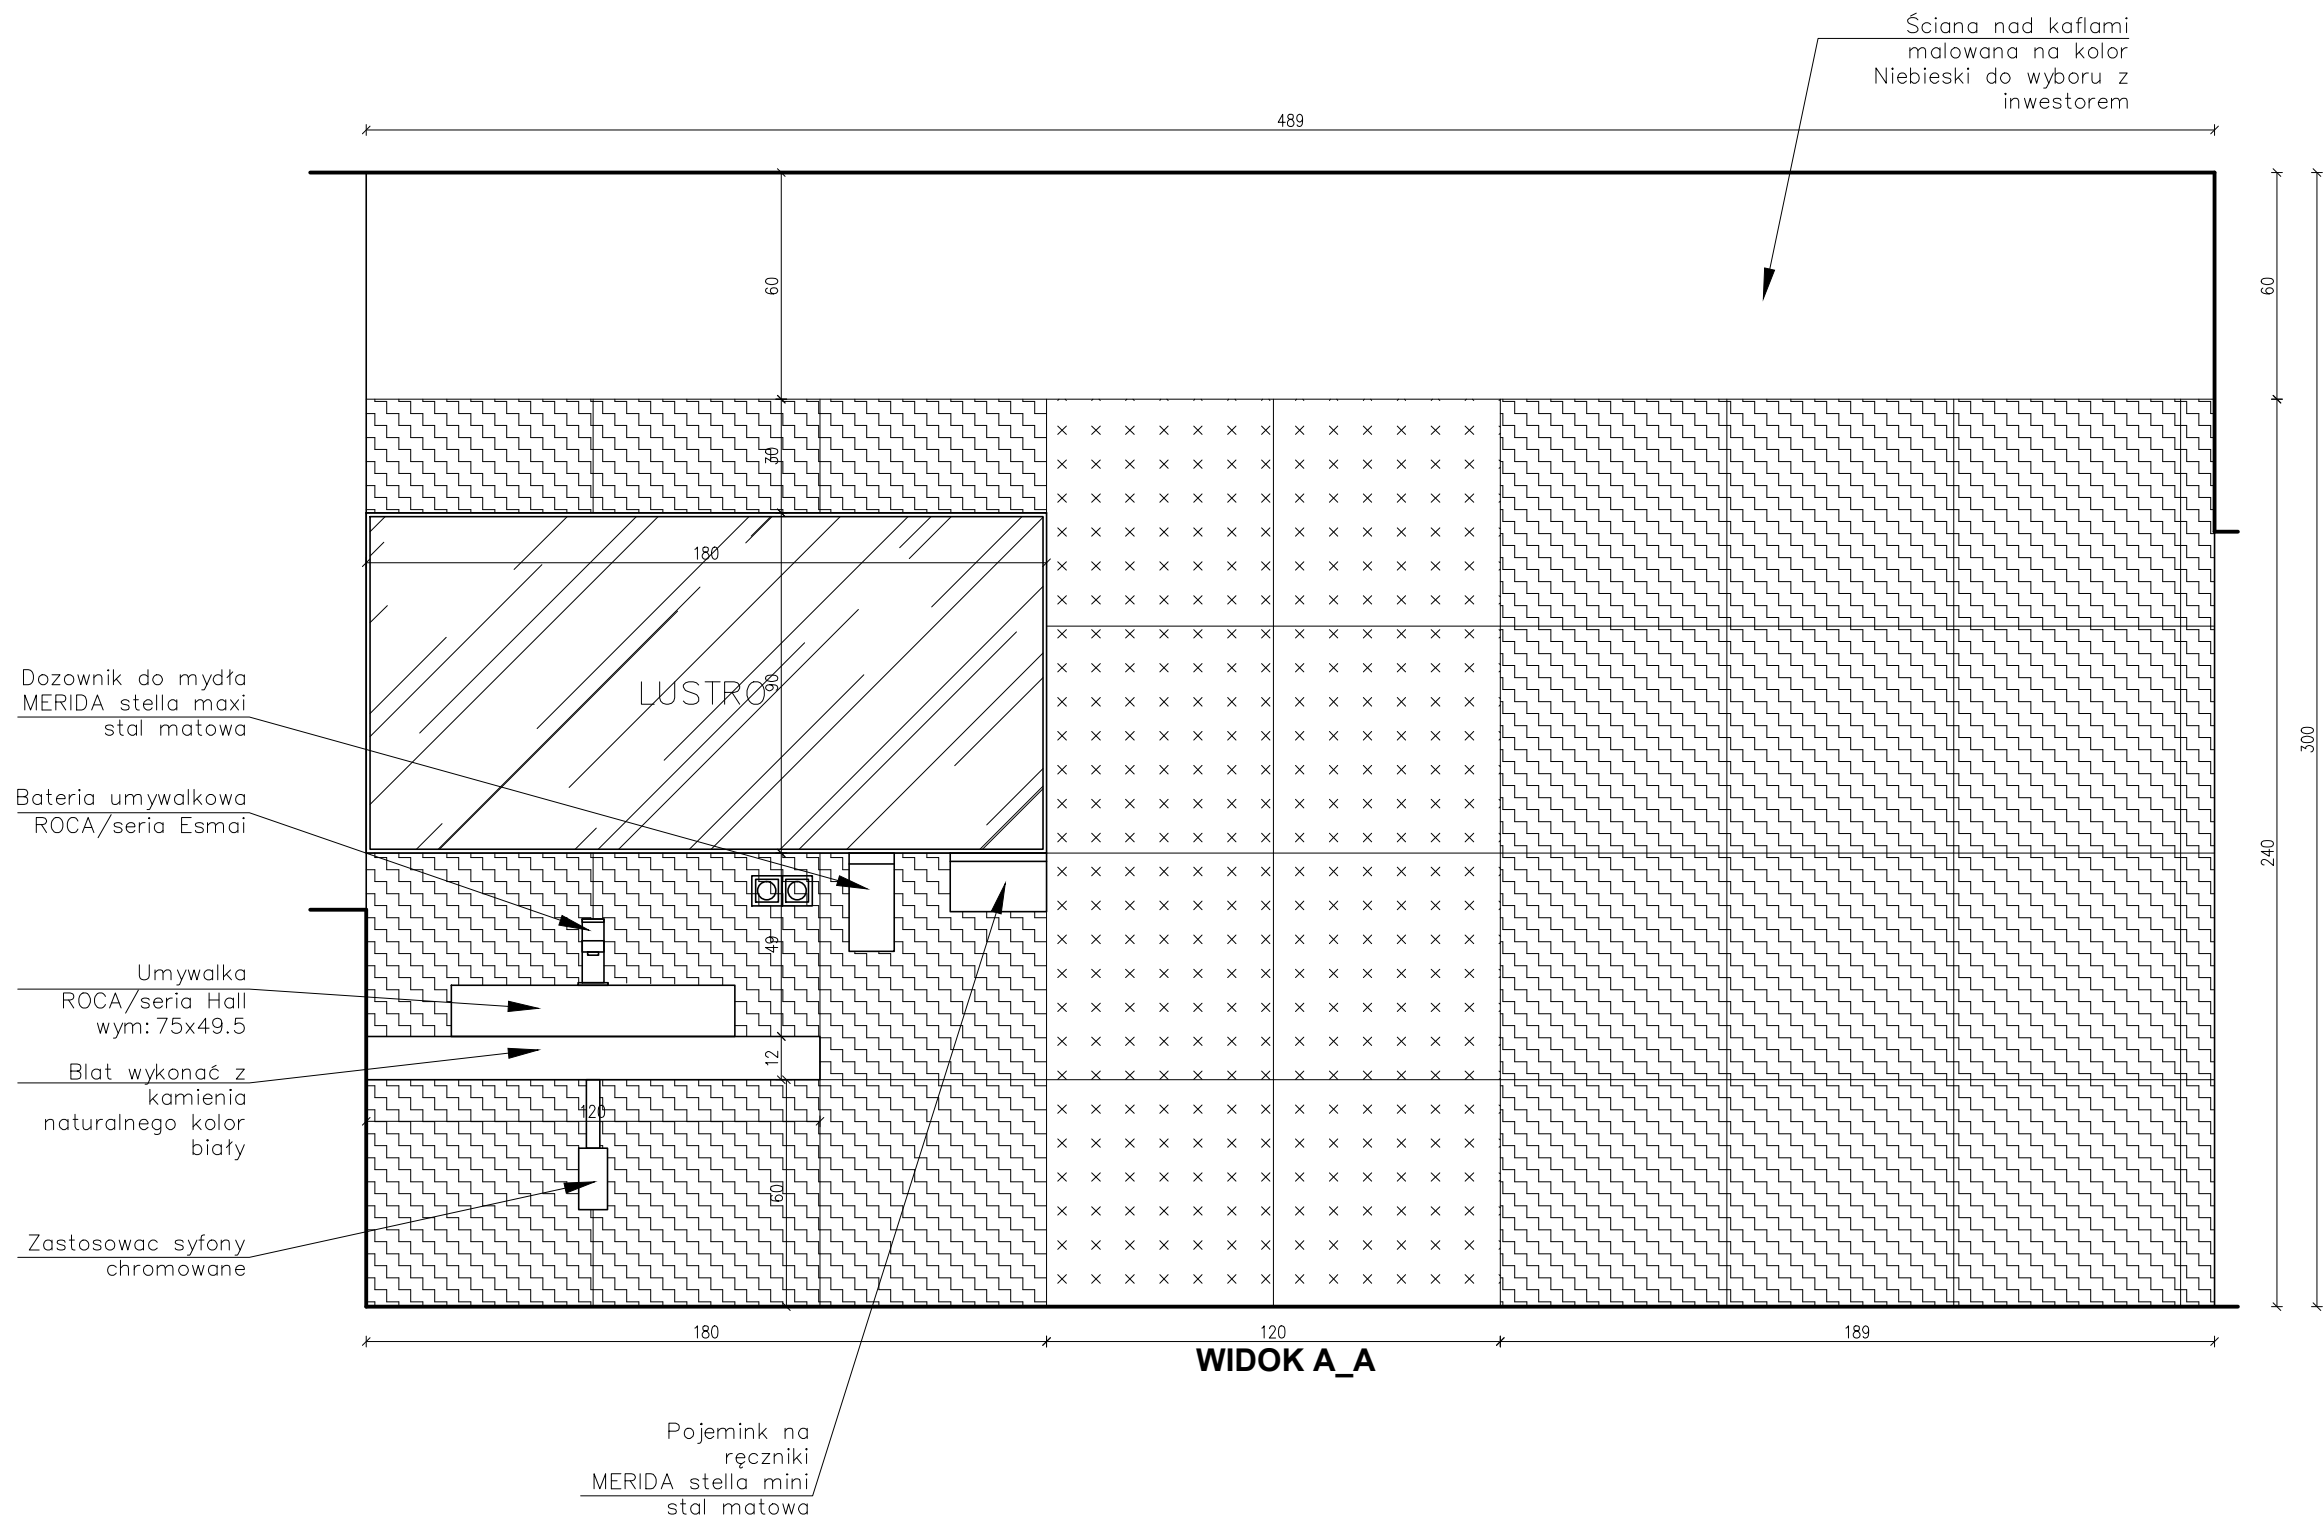 Ściana nad kaflami
malowana na kolor
Niebieski do wyboru z
inwestorem
489
60
60
30
180
LUSTRO
90
Dozownik do mydła
MERIDA stella maxi
stal matowa
300
Bateria umywalkowa
ROCA/seria Esmai
240
49
Umywalka
ROCA/seria Hall
wym: 75x49.5
12
Blat wykonać z
kamienia
naturalnego kolor
biały
120
60
Zastosowac syfony
chromowane
180
120
189
WIDOK A_A
Pojemink na
ręczniki
MERIDA stella mini
stal matowa